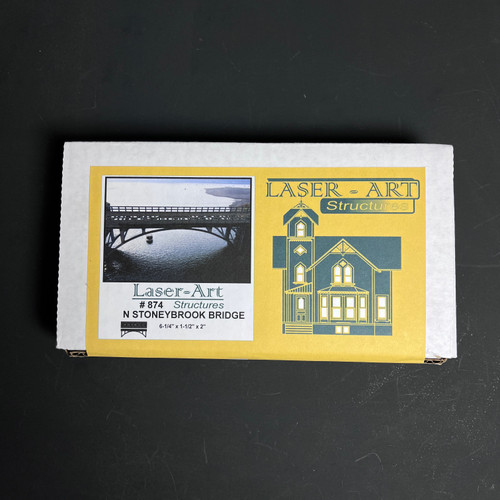 LASER - ART
Structures
Laser-Art
# 874 Structures
N STONEYBROOK BRIDGE
6-1/4" x 1-1/2" x 2"